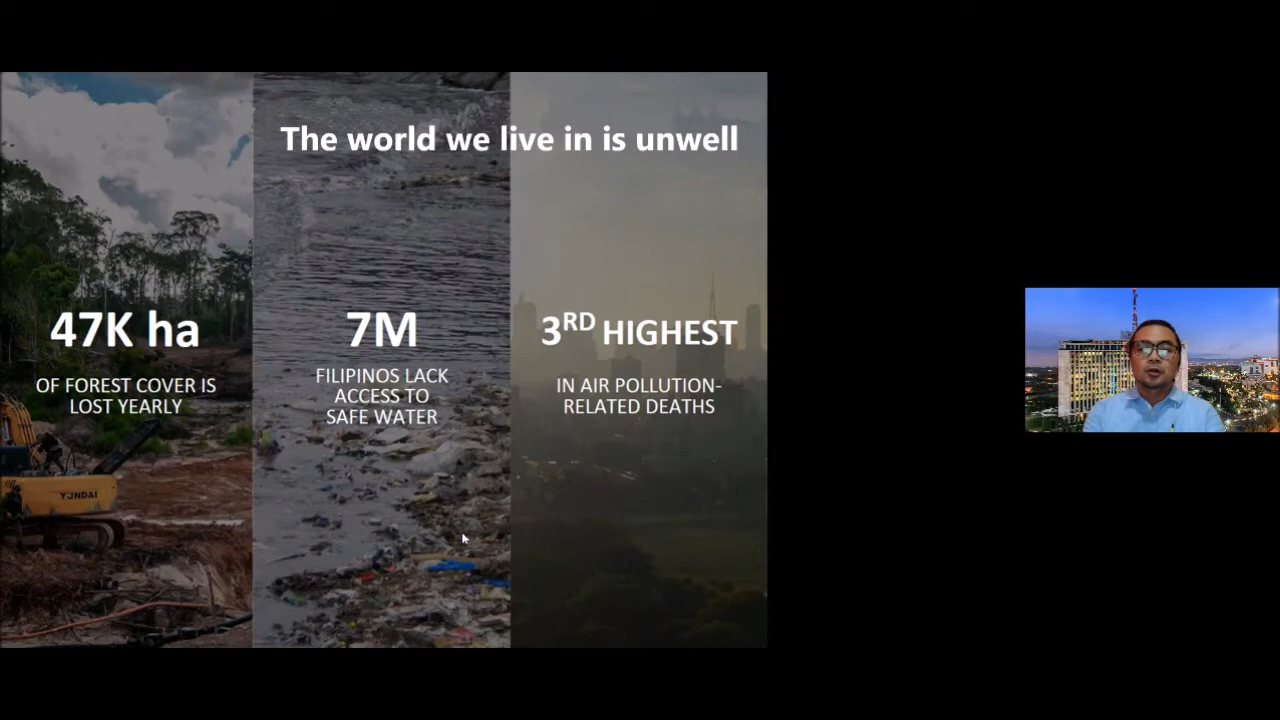 The world we live in is unwell
47K ha
OF FOREST COVER IS
LOST YEARLY
7M
FILIPINOS LACK
ACCESS TO
SAFE WATER
3RD HIGHEST
IN AIR POLLUTION-
RELATED DEATHS
YUNDAI